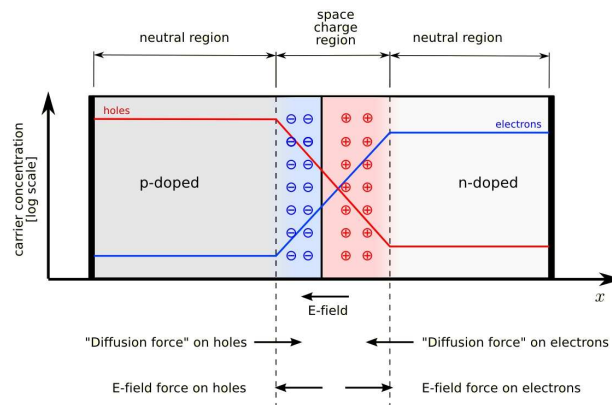 space
charge
region
neutral region
neutral region
holes
electrons
carrier concentration
[log scale]
p-doped
n-doped
x
E-field
"Diffusion force" on holes
"Diffusion force" on electrons
E-field force on holes
E-field force on electrons